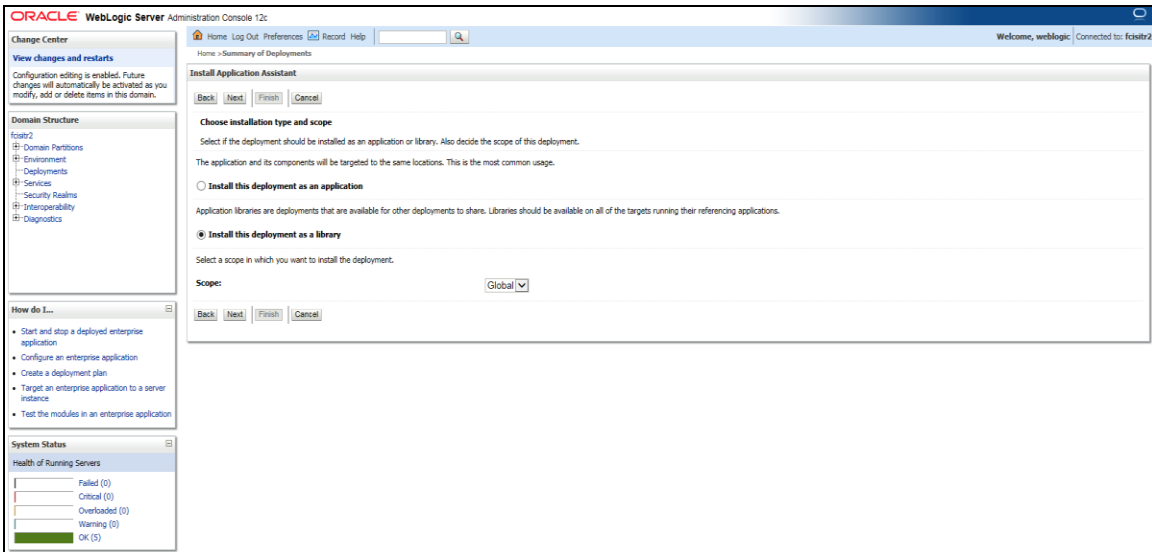 ORACLE WebLogic Server Administration Console 12c
Change Center
View changes and restarts
Configuration editing is enabled. Future
changes will automatically be activated as you
modify, add or delete items in this domain.
Domain Structure
fcisitr2
Domain Partitions
Environment
Deployments
Services
Security Realms
Interoperability
Diagnostics
How do I...
Start and stop a deployed enterprise
application
Configure an enterprise application
Create a deployment plan
Target an enterprise application to a server
instance
Test the modules in an enterprise application
System Status
Health of Running Servers
Failed (0)
Critical (0)
Overloaded (0)
Warning (0)
OK (5)
Home Log Out Preferences Record Help
Welcome, weblogic Connected to: fcisitr2
Home >Summary of Deployments
Install Application Assistant
Back Next Finish Cancel
Choose installation type and scope
Select if the deployment should be installed as an application or library. Also decide the scope of this deployment.
The application and its components will be targeted to the same locations. This is the most common usage.
Install this deployment as an application
Application libraries are deployments that are available for other deployments to share. Libraries should be available on all of the targets running their referencing applications.
Install this deployment as a library
Select a scope in which you want to install the deployment.
Scope: Global
Back Next Finish Cancel